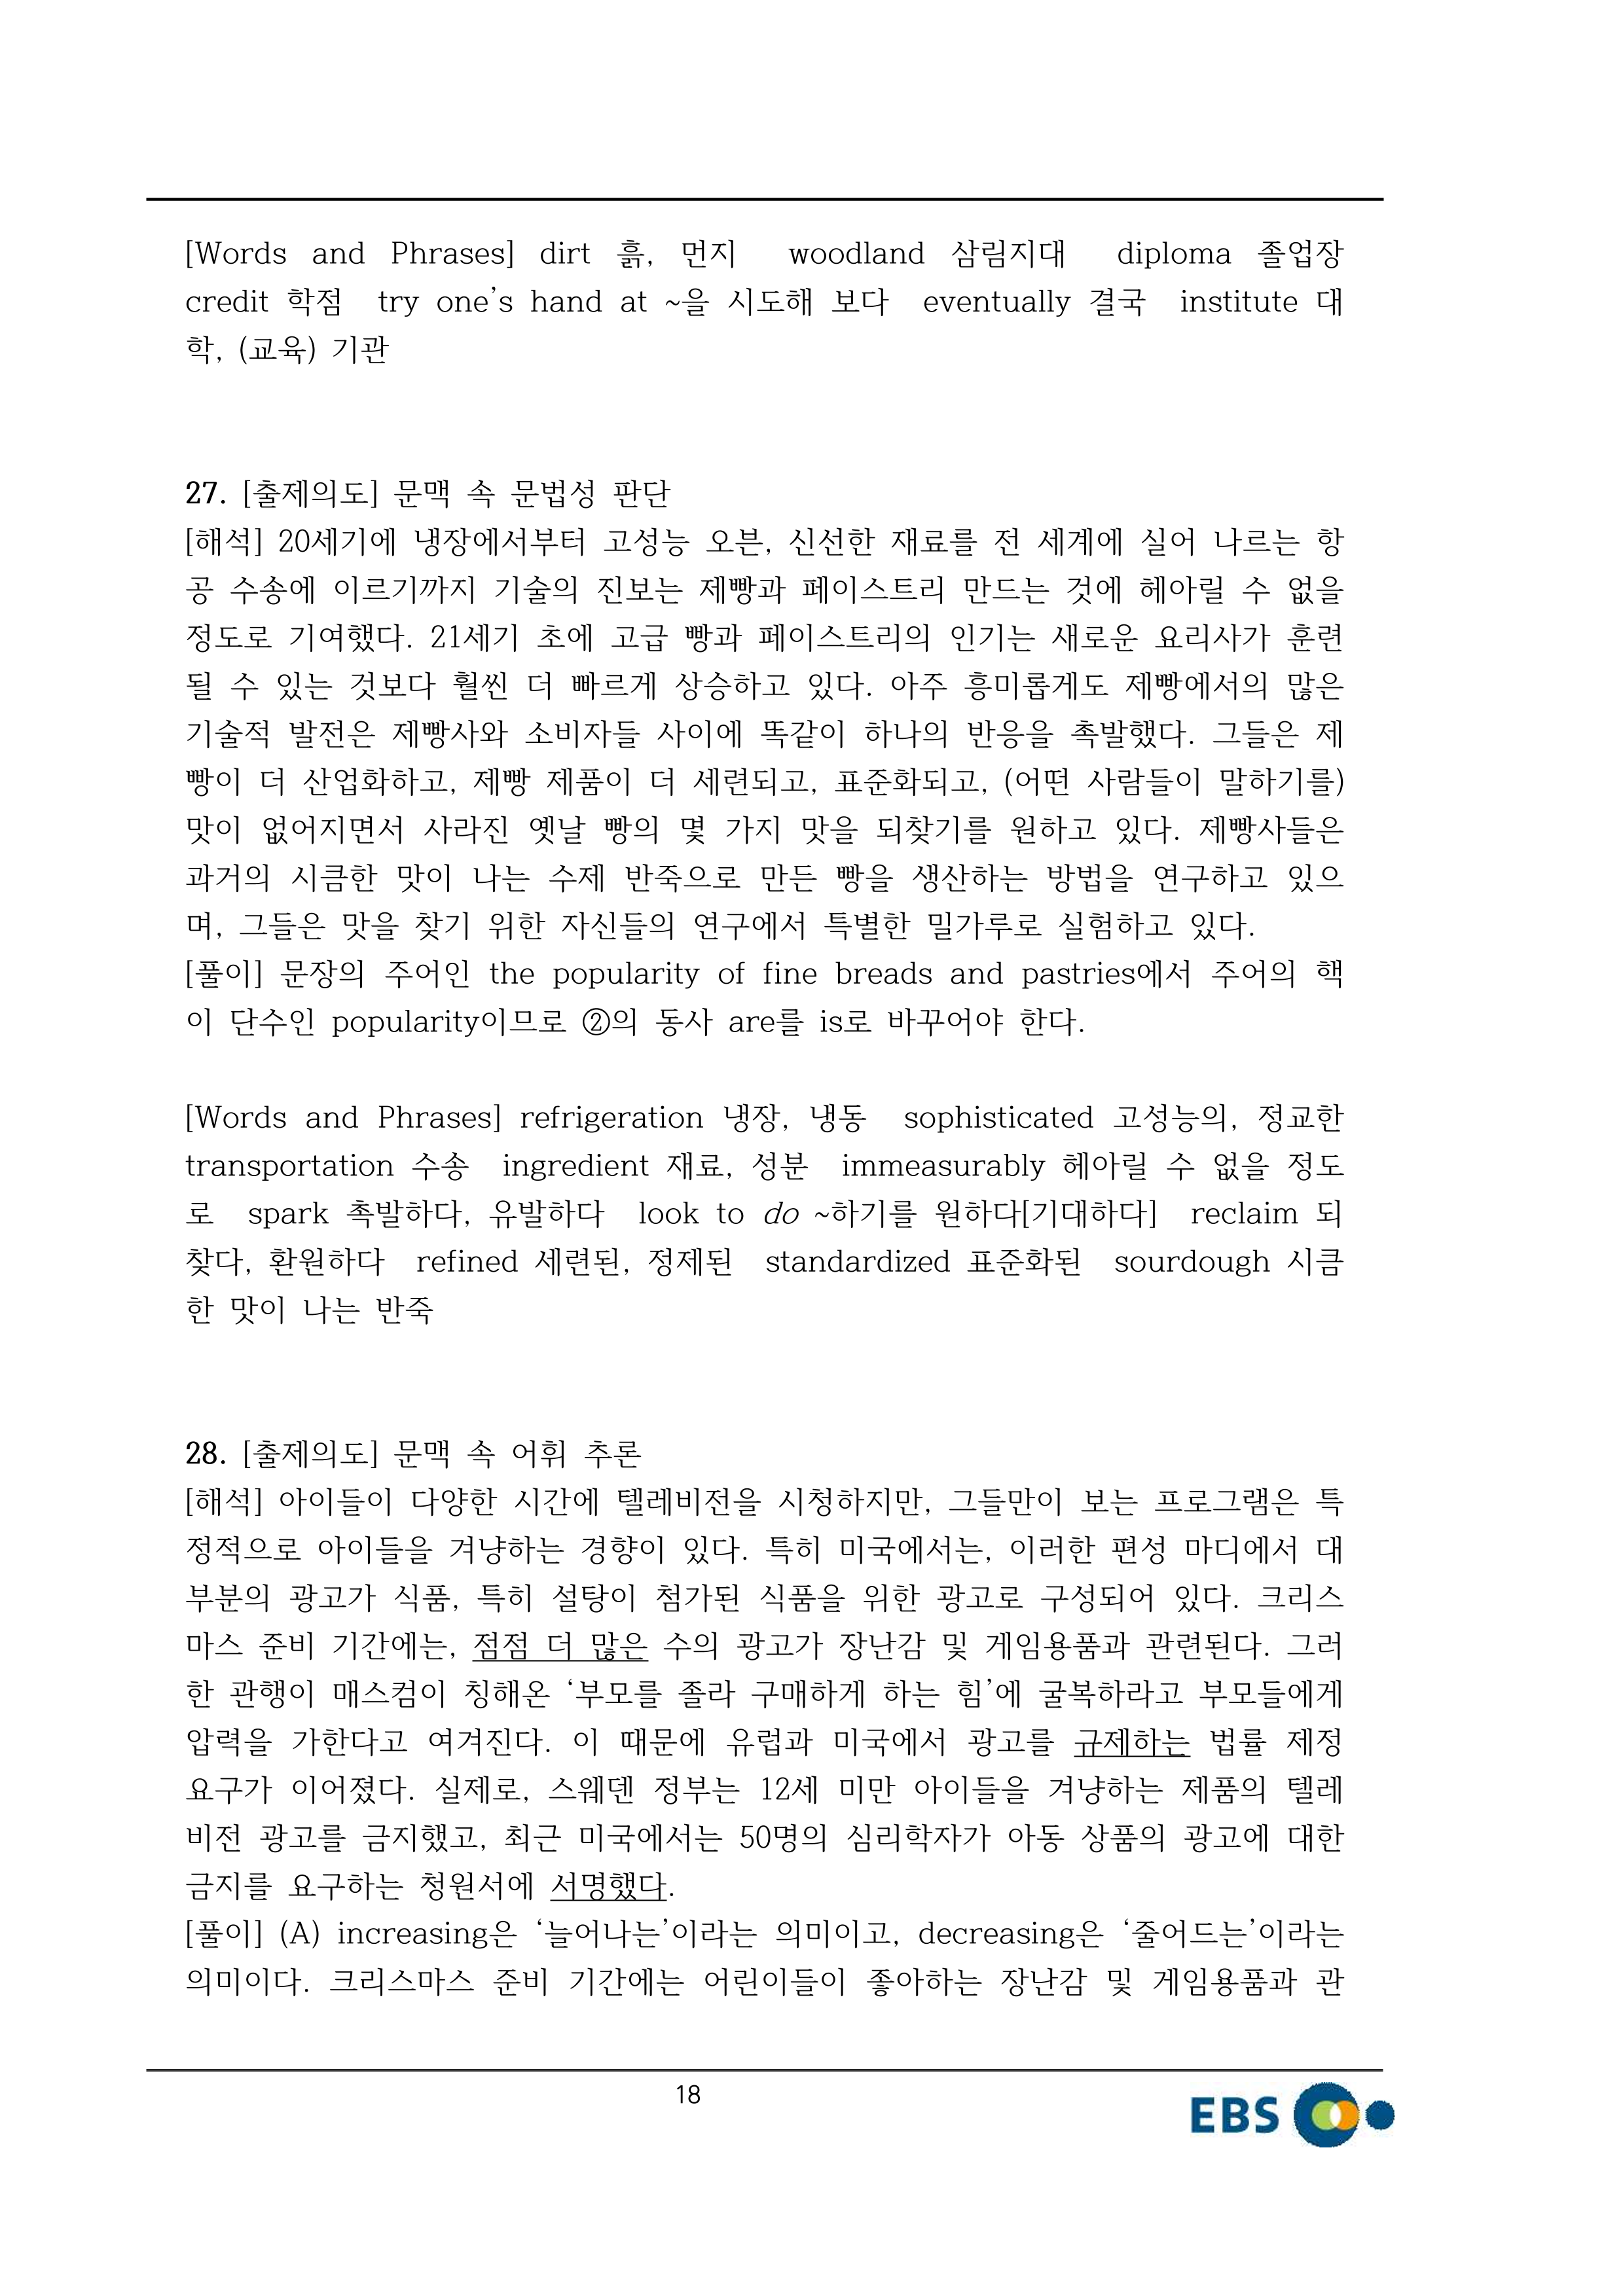 [Words and Phrases] dirt 흙, 먼지 woodland 삼림지대 diploma 졸업장
credit 학점 try one’s hand at ~을 시도해 보다 eventually 결국 institute 대
학, (교육) 기관
27. [출제의도] 문맥 속 문법성 판단
[해석] 20세기에 냉장에서부터 고성능 오븐, 신선한 재료를 전 세계에 실어 나르는 항
공 수송에 이르기까지 기술의 진보는 제빵과 페이스트리 만드는 것에 헤아릴 수 없을
정도로 기여했다. 21세기 초에 고급 빵과 페이스트리의 인기는 새로운 요리사가 훈련
될 수 있는 것보다 훨씬 더 빠르게 상승하고 있다. 아주 흥미롭게도 제빵에서의 많은
기술적 발전은 제빵사와 소비자들 사이에 똑같이 하나의 반응을 촉발했다. 그들은 제
빵이 더 산업화하고, 제빵 제품이 더 세련되고, 표준화되고, (어떤 사람들이 말하기를)
맛이 없어지면서 사라진 옛날 빵의 몇 가지 맛을 되찾기를 원하고 있다. 제빵사들은
과거의 시큼한 맛이 나는 수제 반죽으로 만든 빵을 생산하는 방법을 연구하고 있으
며, 그들은 맛을 찾기 위한 자신들의 연구에서 특별한 밀가루로 실험하고 있다.
[풀이] 문장의 주어인 the popularity of fine breads and pastries에서 주어의 핵
이 단수인 popularity이므로 ②의 동사 are를 is로 바꾸어야 한다.
[Words and Phrases] refrigeration 냉장, 냉동 sophisticated 고성능의, 정교한
transportation 수송 ingredient 재료, 성분 immeasurably 헤아릴 수 없을 정도
로 spark 촉발하다, 유발하다 look to do ~하기를 원하다[기대하다] reclaim 되
찾다, 환원하다 refined 세련된, 정제된 standardized 표준화된 sourdough 시큼
한 맛이 나는 반죽
28. [출제의도] 문맥 속 어휘 추론
[해석] 아이들이 다양한 시간에 텔레비전을 시청하지만, 그들만이 보는 프로그램은 특
정적으로 아이들을 겨냥하는 경향이 있다. 특히 미국에서는, 이러한 편성 마디에서 대
부분의 광고가 식품, 특히 설탕이 첨가된 식품을 위한 광고로 구성되어 있다. 크리스
마스 준비 기간에는, 점점 더 많은 수의 광고가 장난감 및 게임용품과 관련된다. 그러
한 관행이 매스컴이 칭해온 ‘부모를 졸라 구매하게 하는 힘’에 굴복하라고 부모들에게
압력을 가한다고 여겨진다. 이 때문에 유럽과 미국에서 광고를 규제하는 법률 제정
요구가 이어졌다. 실제로, 스웨덴 정부는 12세 미만 아이들을 겨냥하는 제품의 텔레
비전 광고를 금지했고, 최근 미국에서는 50명의 심리학자가 아동 상품의 광고에 대한
금지를 요구하는 청원서에 서명했다.
[풀이] (A) increasing은 ‘늘어나는’이라는 의미이고, decreasing은 ‘줄어드는’이라는
의미이다. 크리스마스 준비 기간에는 어린이들이 좋아하는 장난감 및 게임용품과 관
18
EBS